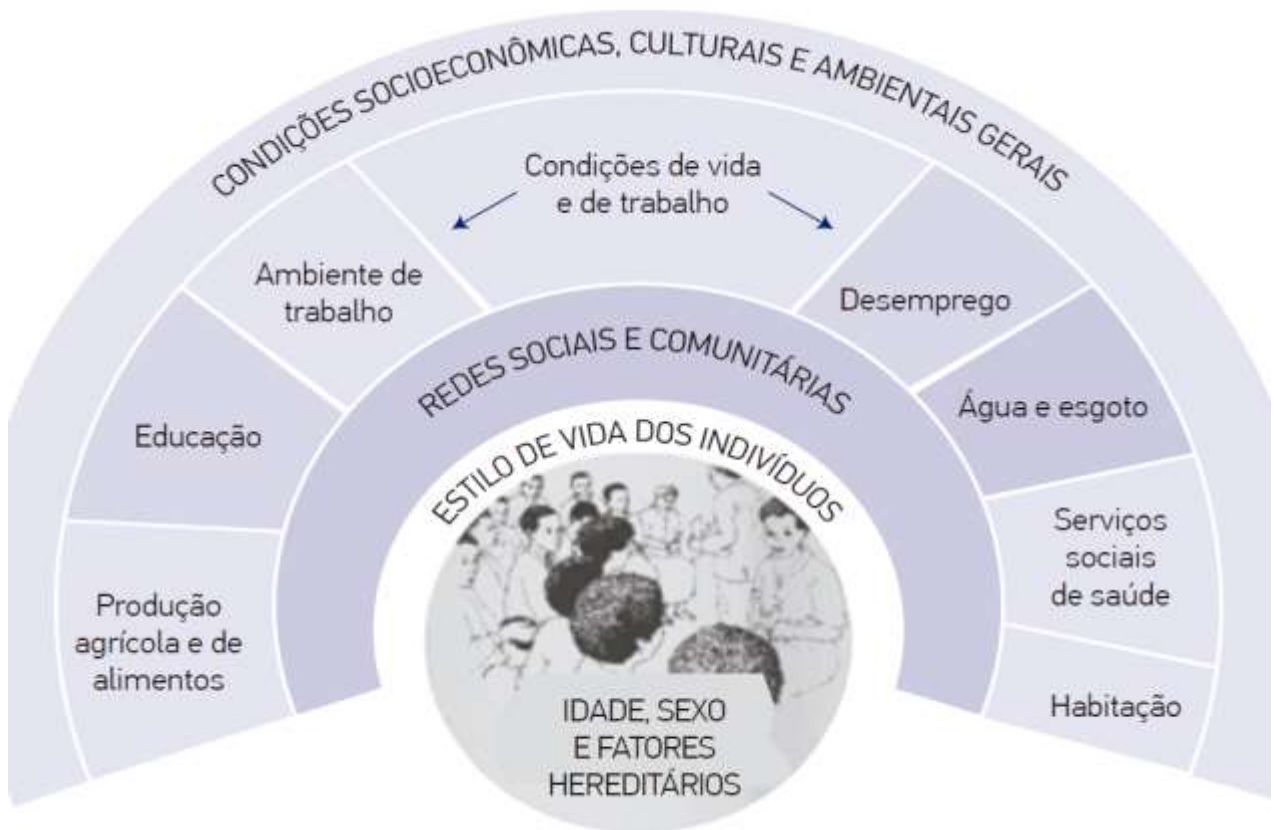 CONDIÇÕES SOCIOECONÔMICAS, CULTURAIS E AMBIENTAIS GERAIS
Condições de vida
e de trabalho
Ambiente de
trabalho
Desemprego
REDES SOCIAIS E COMUNITÁRIAS
Educação
Água e esgoto
ESTILO DE VIDA DOS INDIVÍDUOS
Produção
agrícola e de
alimentos
Serviços
sociais
de saúde
Habitação
IDADE, SEXO
E FATORES
HEREDITÁRIOS